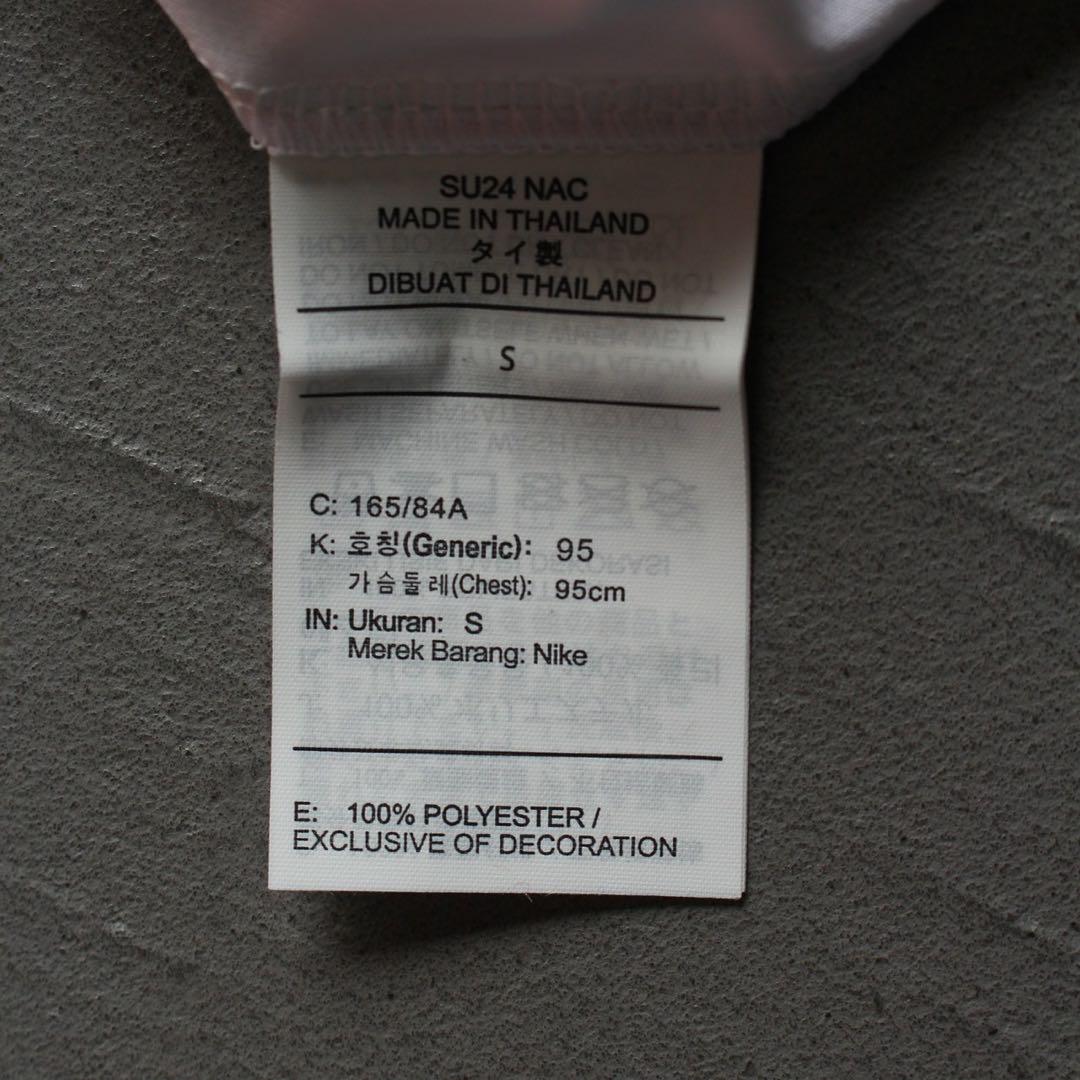 SU24 NAC
MADE IN THAILAND
タイ製
DIBUAT DI THAILAND
S
C: 165/84A
K: 호칭(Generic): 95
가슴둘레(Chest): 95cm
IN: Ukuran: S
Merek Barang: Nike
E: 100% POLYESTER /
EXCLUSIVE OF DECORATION